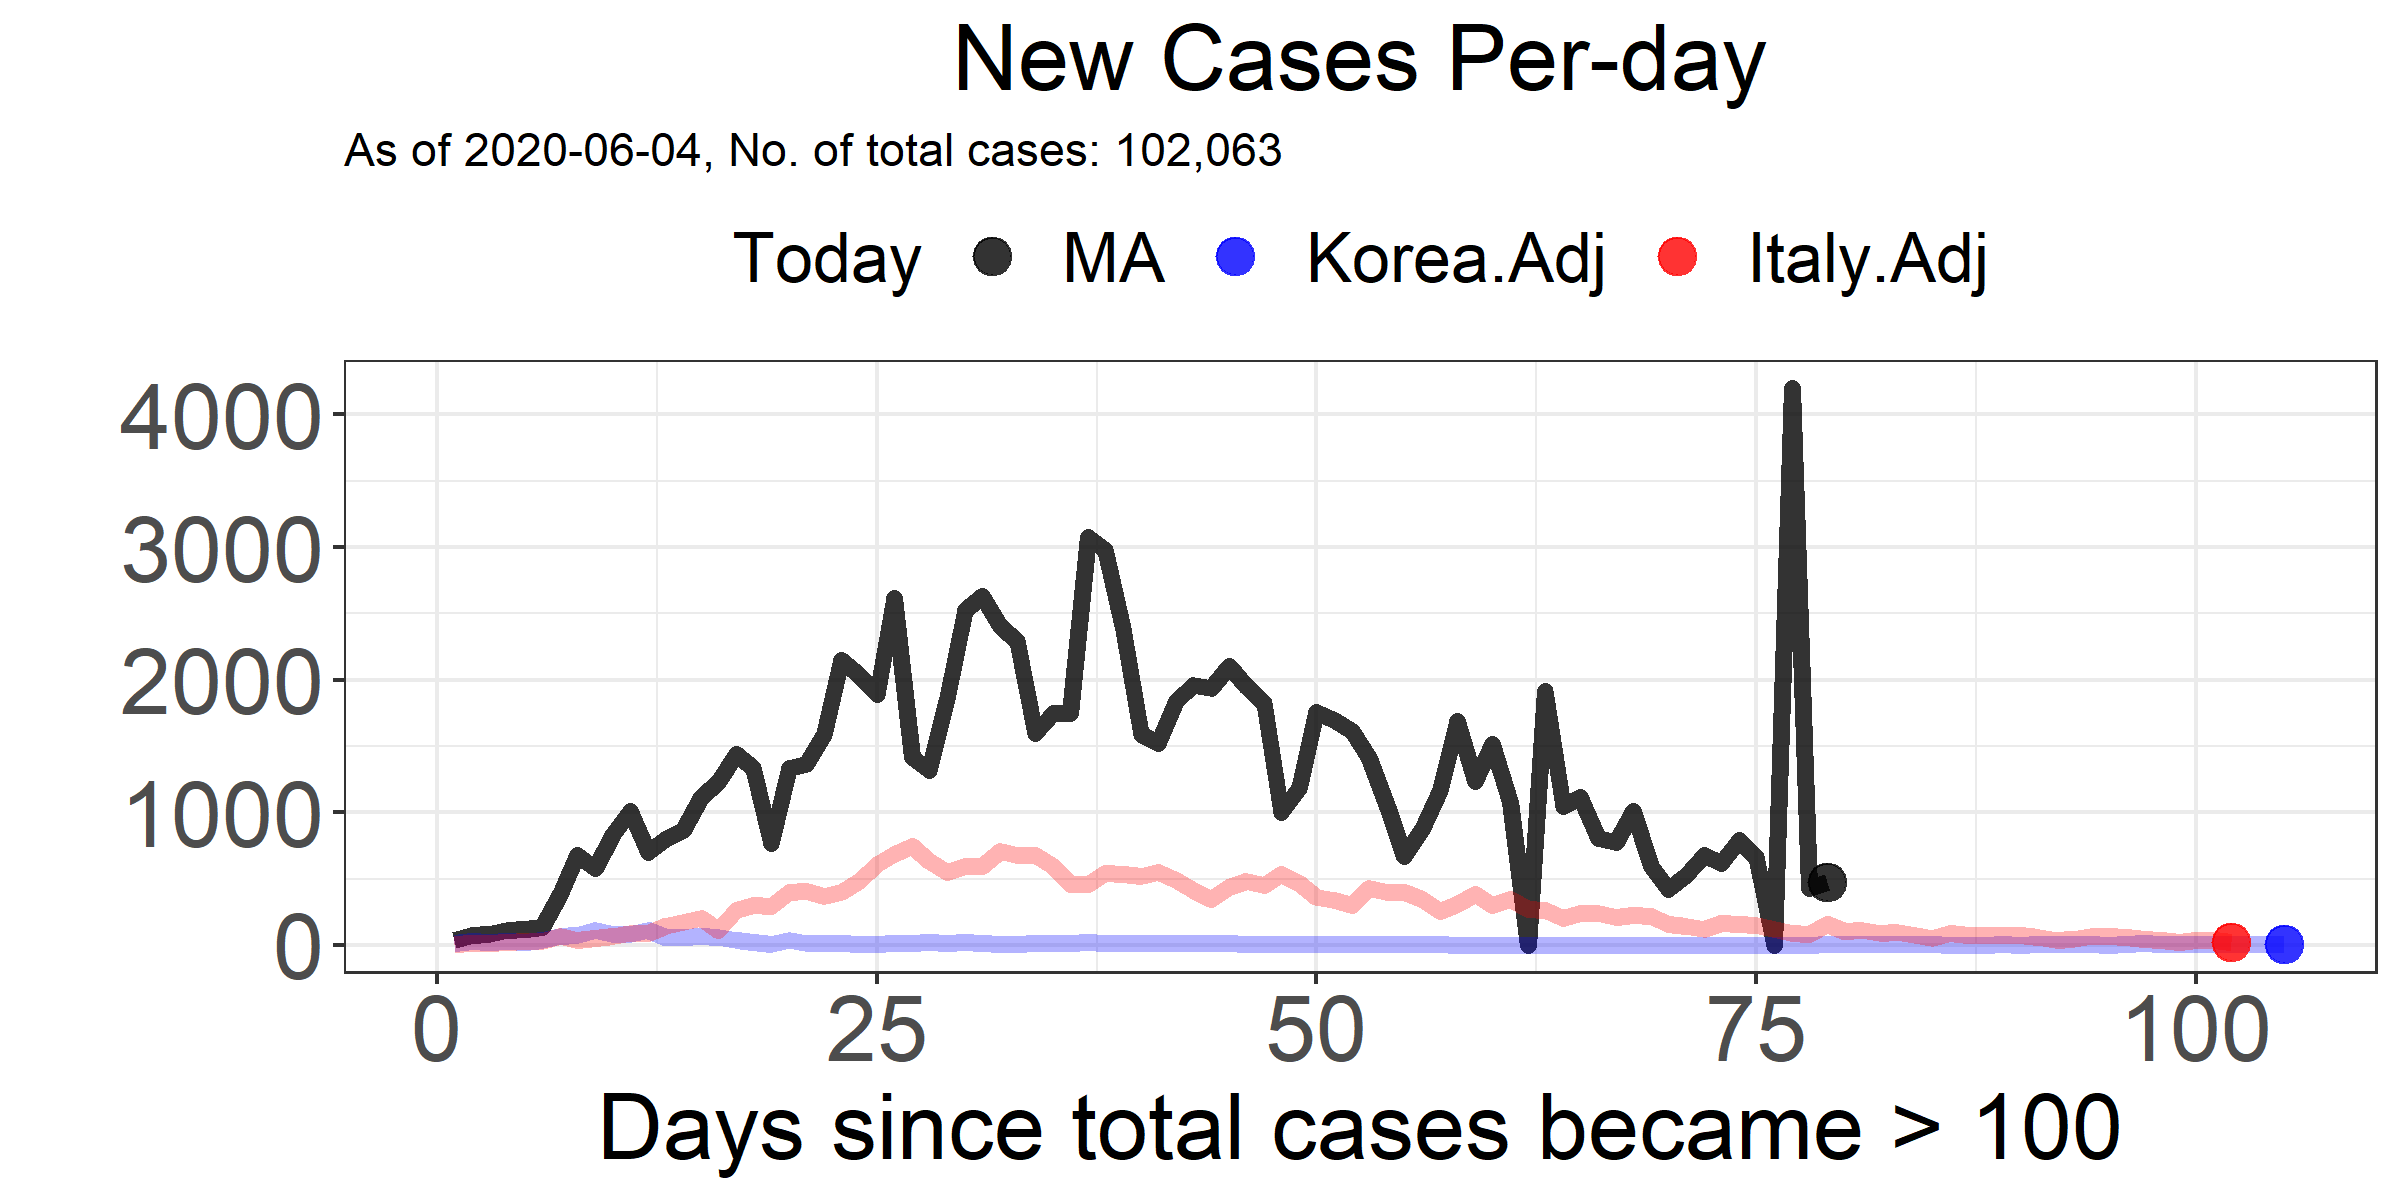 New Cases Per-day
As of 2020-06-04, No. of total cases: 102,063
Today MA Korea.Adj Italy.Adj
4000
3000
2000
1000
0
0 25 50 75 100
Days since total cases became > 100